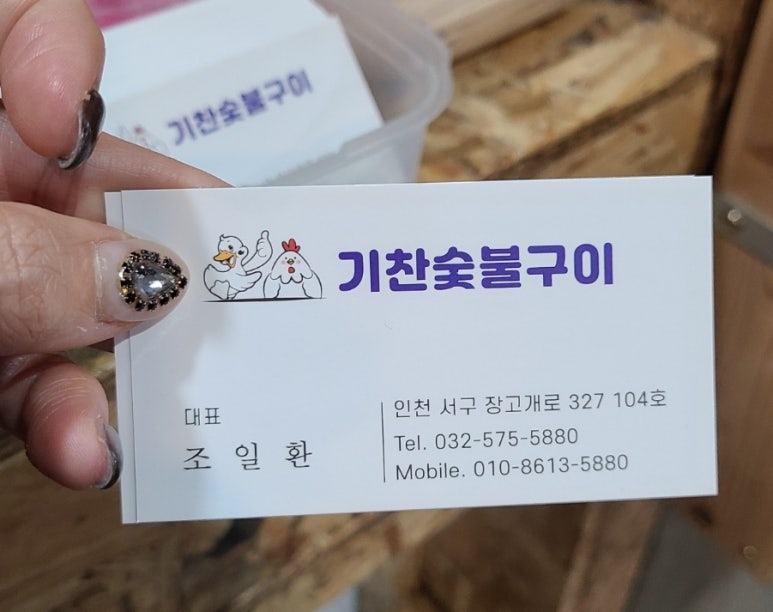 기찬숯불구이
기찬숯불구이
대표
조 일 환
인천 서구 장고개로 327 104호
Tel. 032-575-5880
Mobile. 010-8613-5880